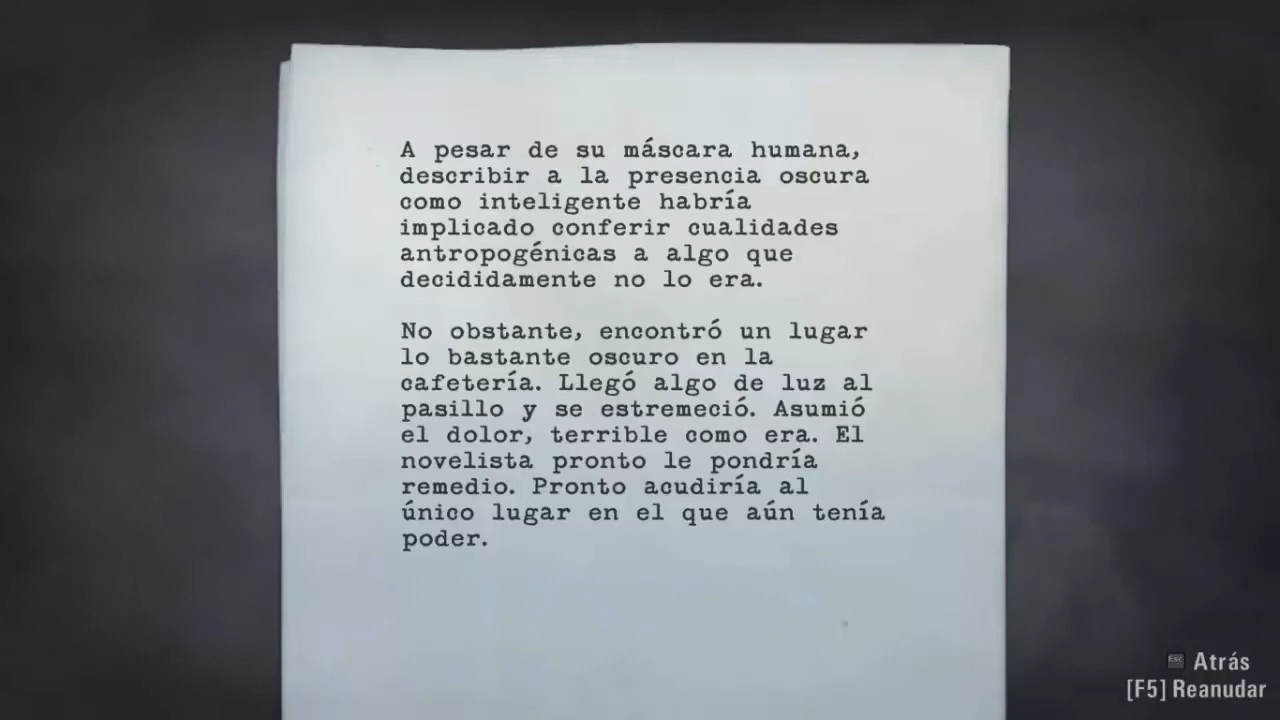 A pesar de su máscara humana,
describir a la presencia oscura
como inteligente habría
implicado conferir cualidades
antropogénicas a algo que
decididamente no lo era.
No obstante, encontró un lugar
lo bastante oscuro en la
cafetería. Llegó algo de luz al
pasillo y se estremeció. Asumió
el dolor, terrible como era. El
novelista pronto le pondría
remedio. Pronto acudiría al
único lugar en el que aún tenía
poder.
Esc Atrás
[F5] Reanudar